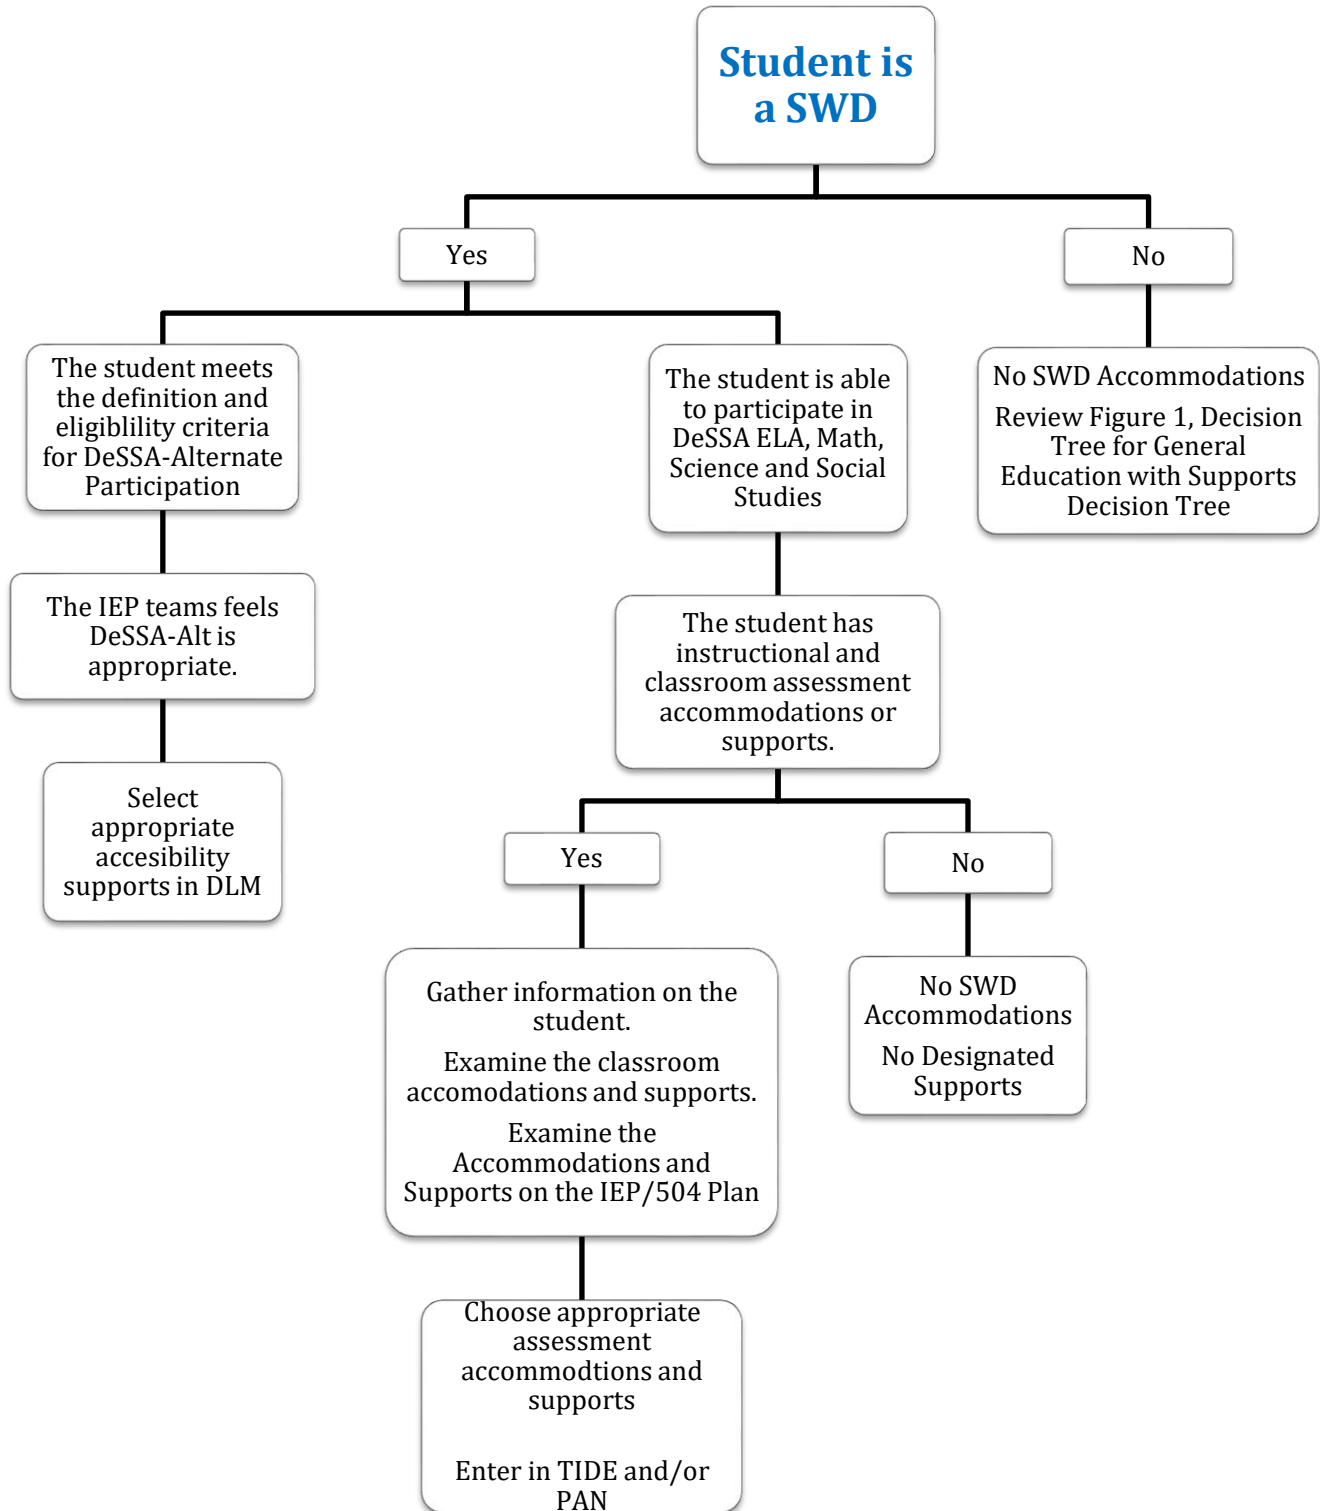 Student is
a SWD
Yes
No
The student meets
the definition and
eligiblility criteria
for DeSSA-Alternate
Participation
The student is able
to participate in
DeSSA ELA, Math,
Science and Social
Studies
No SWD Accommodations
Review Figure 1, Decision
Tree for General
Education with Supports
Decision Tree
The IEP teams feels
DeSSA-Alt is
appropriate.
The student has
instructional and
classroom assessment
accommodations or
supports.
Select
appropriate
accesibility
supports in DLM
Yes
No
Gather information on the
student.
Examine the classroom
accomodations and supports.
Examine the
Accommodations and
Supports on the IEP/504 Plan
No SWD
Accommodations
No Designated
Supports
Choose appropriate
assessment
accommodtions and
supports
Enter in TIDE and/or
PAN